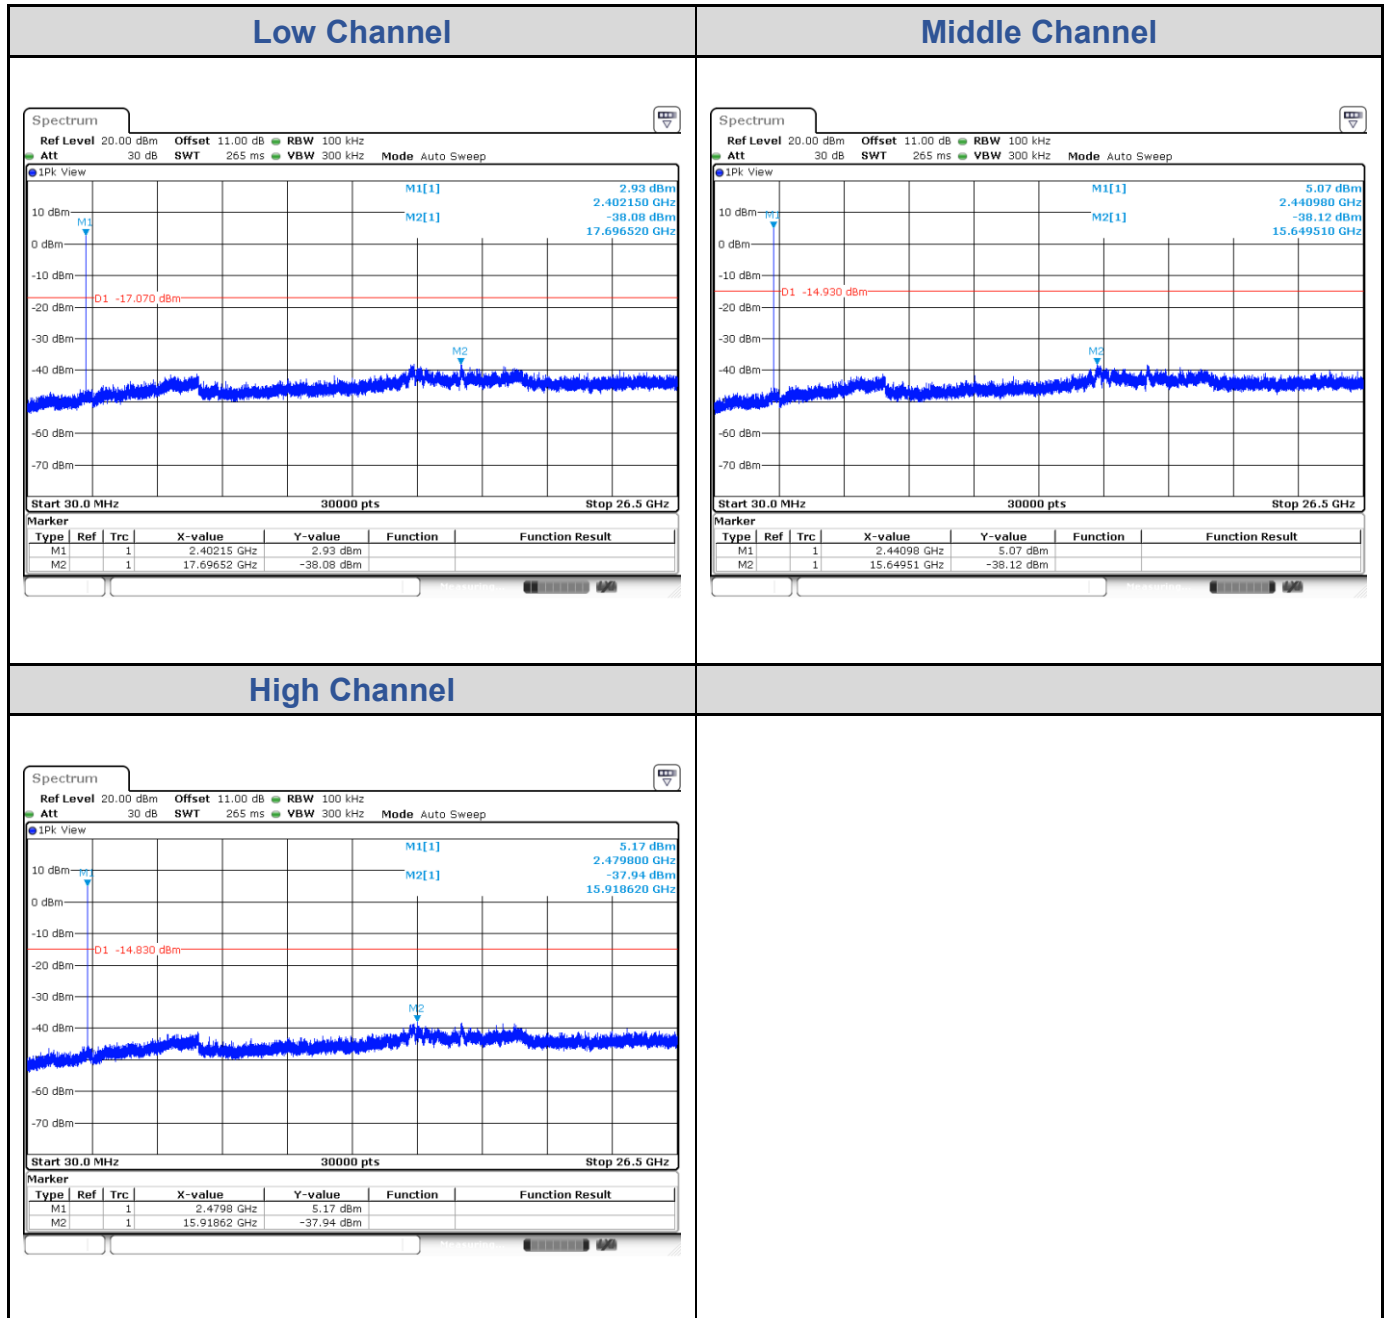 Low Channel
Middle Channel
Spectrum
Ref Level 20.00 dBm Offset 11.00 dB RBW 100 kHz
Att 30 dB SWT 265 ms VBW 300 kHz Mode Auto Sweep
1Pk View
M1[1] 2.93 dBm
2.402150 GHz
M2[1] -38.08 dBm
17.696520 GHz
10 dBm
M1
0 dBm
-10 dBm
D1 -17.070 dBm
-20 dBm
-30 dBm
M2
-40 dBm
-60 dBm
-70 dBm
Start 30.0 MHz 30000 pts Stop 26.5 GHz
Marker
Type Ref Trc X-value Y-value Function Function Result
M1 1 2.40215 GHz 2.93 dBm
M2 1 17.69652 GHz -38.08 dBm
Spectrum
Ref Level 20.00 dBm Offset 11.00 dB RBW 100 kHz
Att 30 dB SWT 265 ms VBW 300 kHz Mode Auto Sweep
1Pk View
M1[1] 5.07 dBm
2.440980 GHz
M2[1] -38.12 dBm
15.649510 GHz
10 dBm
M1
0 dBm
-10 dBm
D1 -14.930 dBm
-20 dBm
-30 dBm
M2
-40 dBm
-60 dBm
-70 dBm
Start 30.0 MHz 30000 pts Stop 26.5 GHz
Marker
Type Ref Trc X-value Y-value Function Function Result
M1 1 2.44098 GHz 5.07 dBm
M2 1 15.64951 GHz -38.12 dBm
High Channel
Spectrum
Ref Level 20.00 dBm Offset 11.00 dB RBW 100 kHz
Att 30 dB SWT 265 ms VBW 300 kHz Mode Auto Sweep
1Pk View
M1[1] 5.17 dBm
2.479800 GHz
M2[1] -37.94 dBm
15.918620 GHz
10 dBm
M1
0 dBm
-10 dBm
D1 -14.830 dBm
-20 dBm
-30 dBm
M2
-40 dBm
-60 dBm
-70 dBm
Start 30.0 MHz 30000 pts Stop 26.5 GHz
Marker
Type Ref Trc X-value Y-value Function Function Result
M1 1 2.4798 GHz 5.17 dBm
M2 1 15.91862 GHz -37.94 dBm